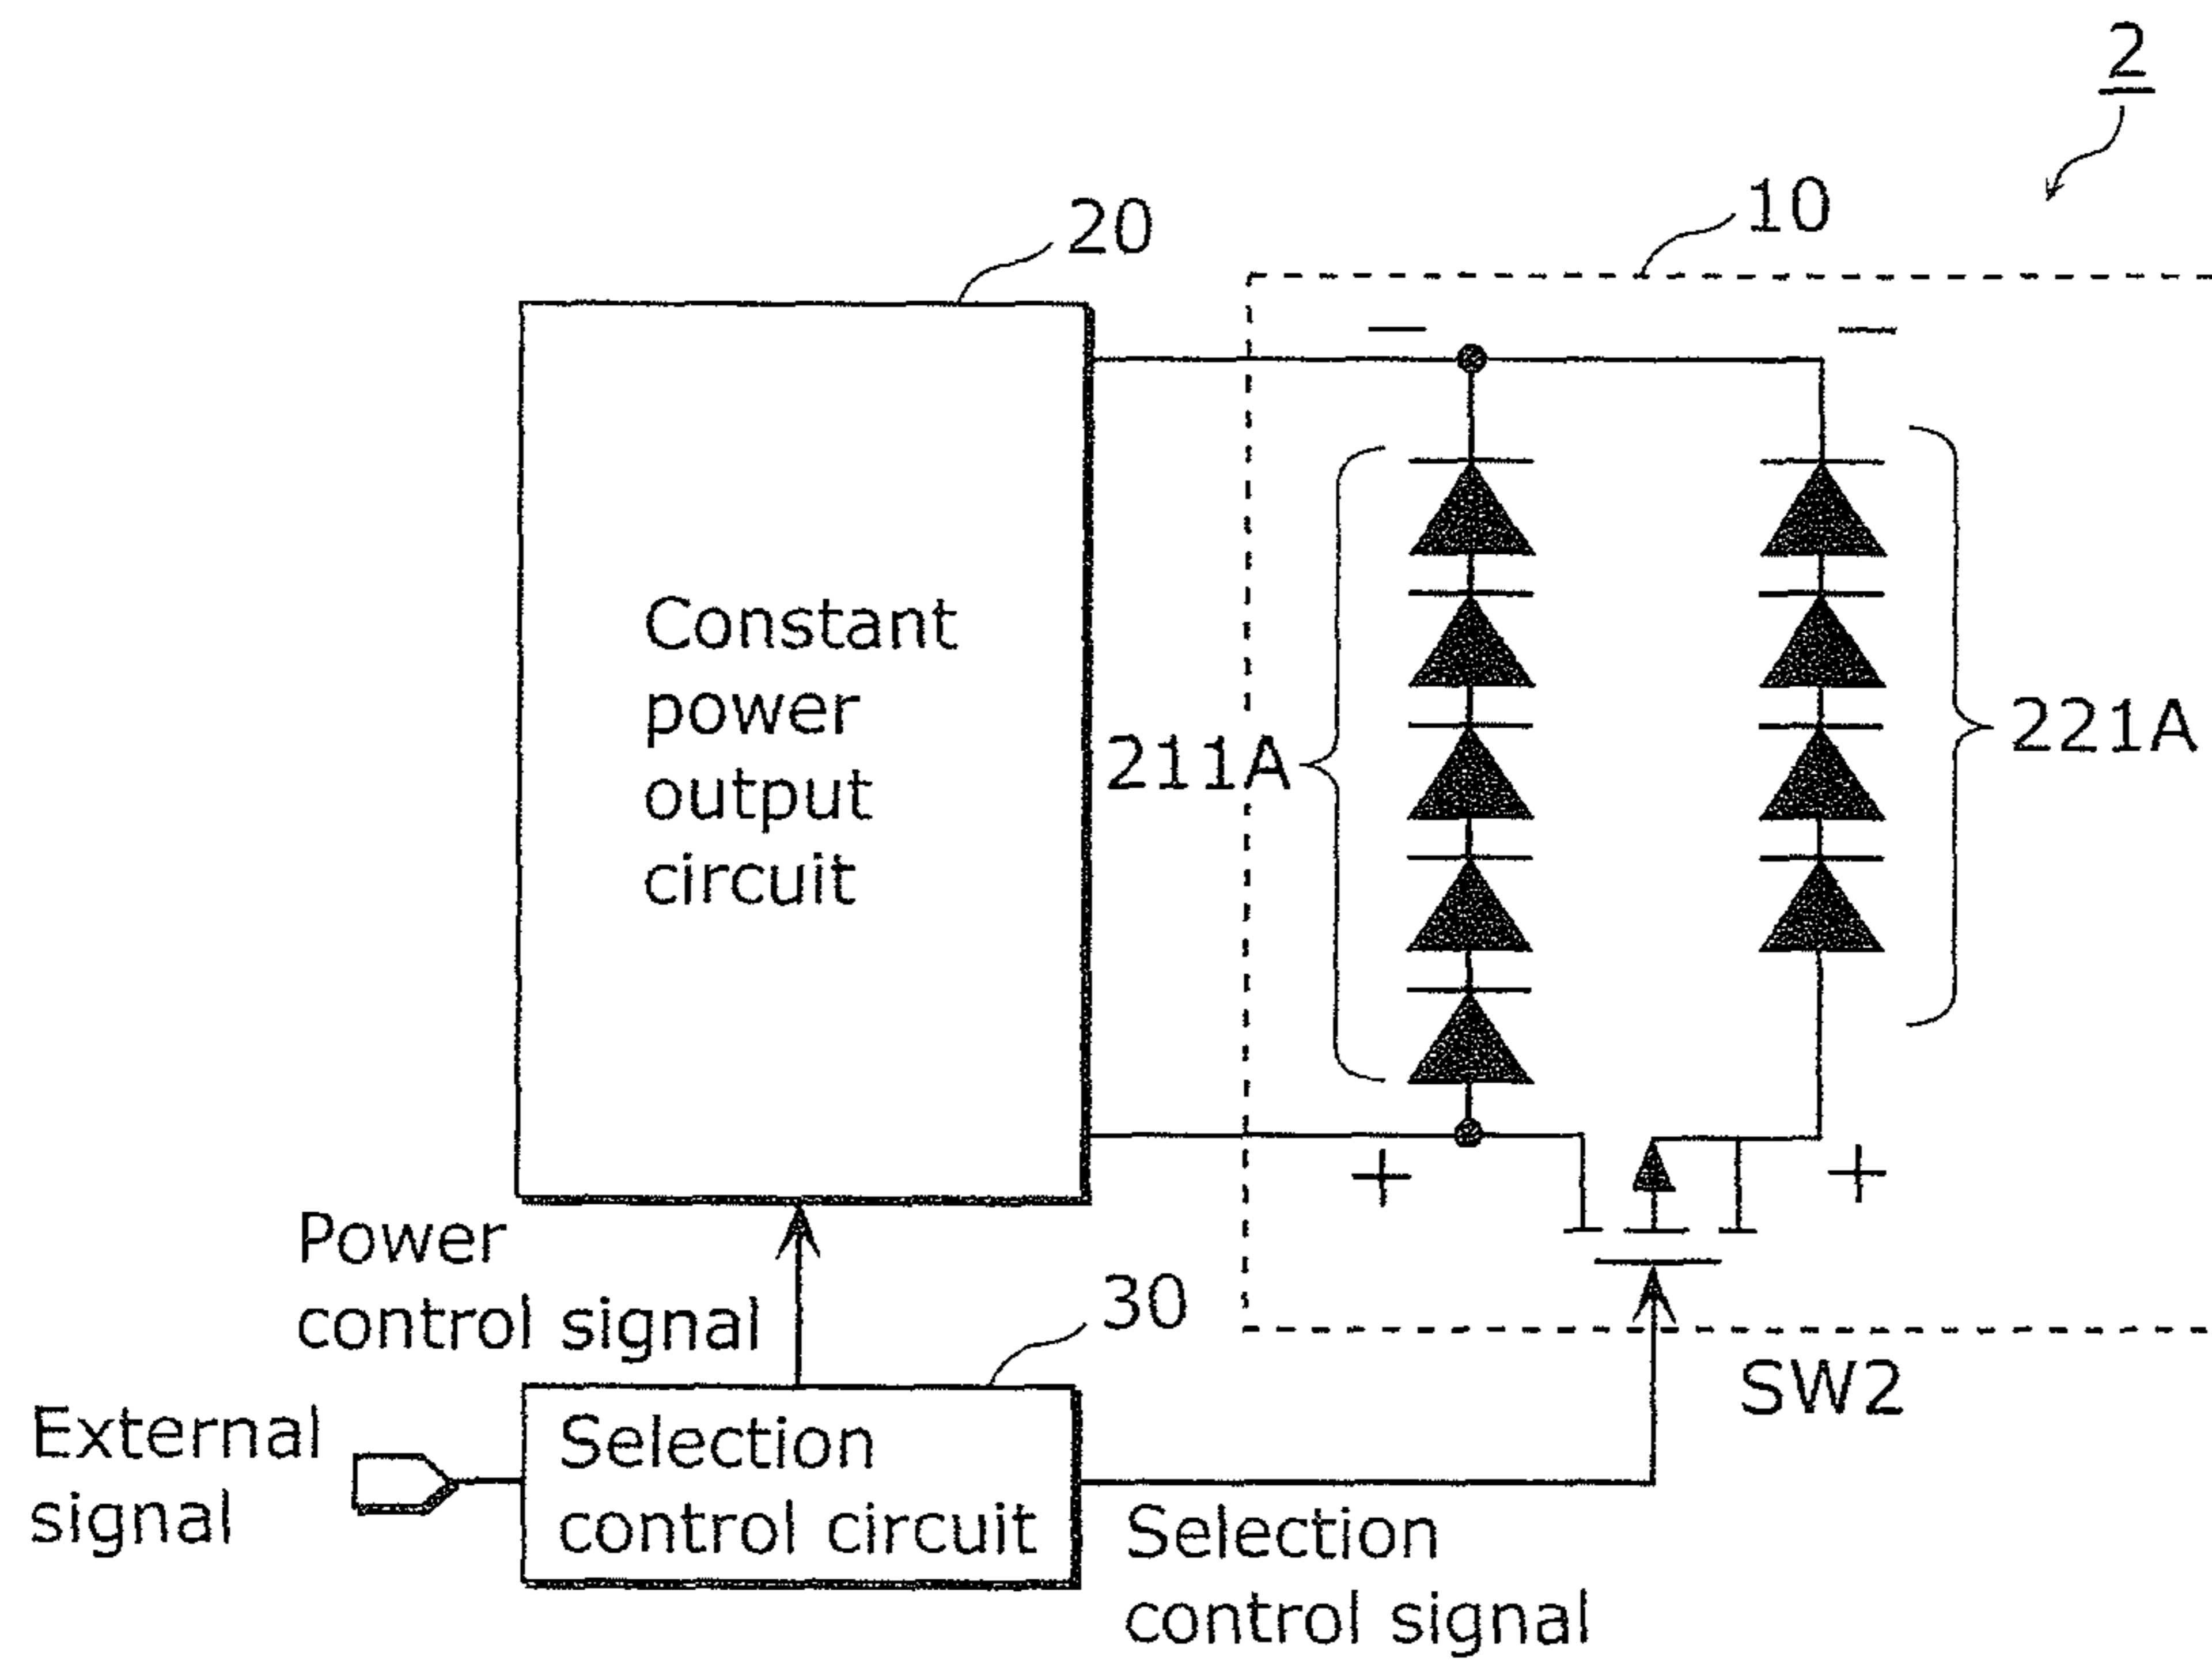 2
10
20
−
−
Constant
power
output
circuit
211A
221A
+
+
Power
control signal
30
SW2
External
signal
Selection
control circuit
Selection
control signal